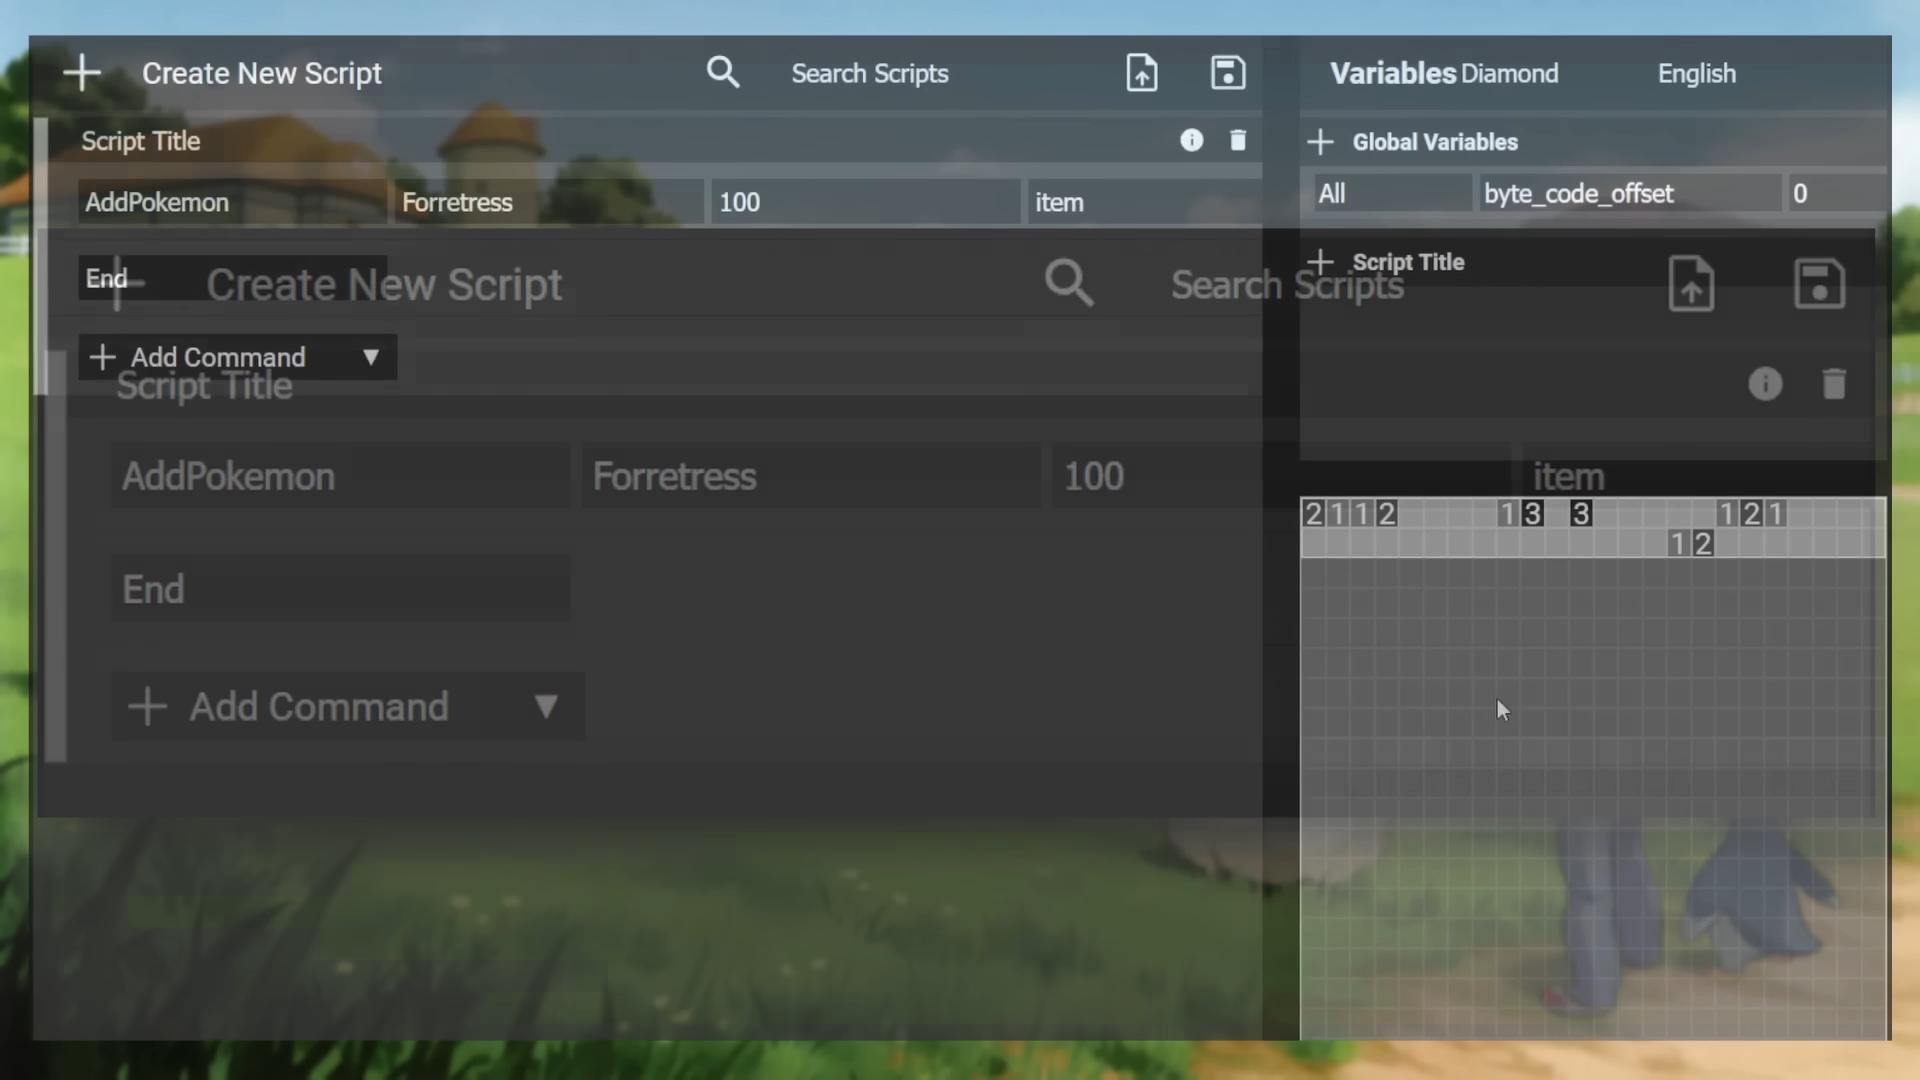 Create New Script Search Scripts Variables Diamond English
Script Title
Global Variables
AddPokemon Forretress 100 item
All byte_code_offset 0
End
Script Title
Create New Script Search Scripts
Add Command
Script Title
AddPokemon Forretress 100 item
2 1 1 2 1 3 3 1 2 1
1 2
End
Add Command